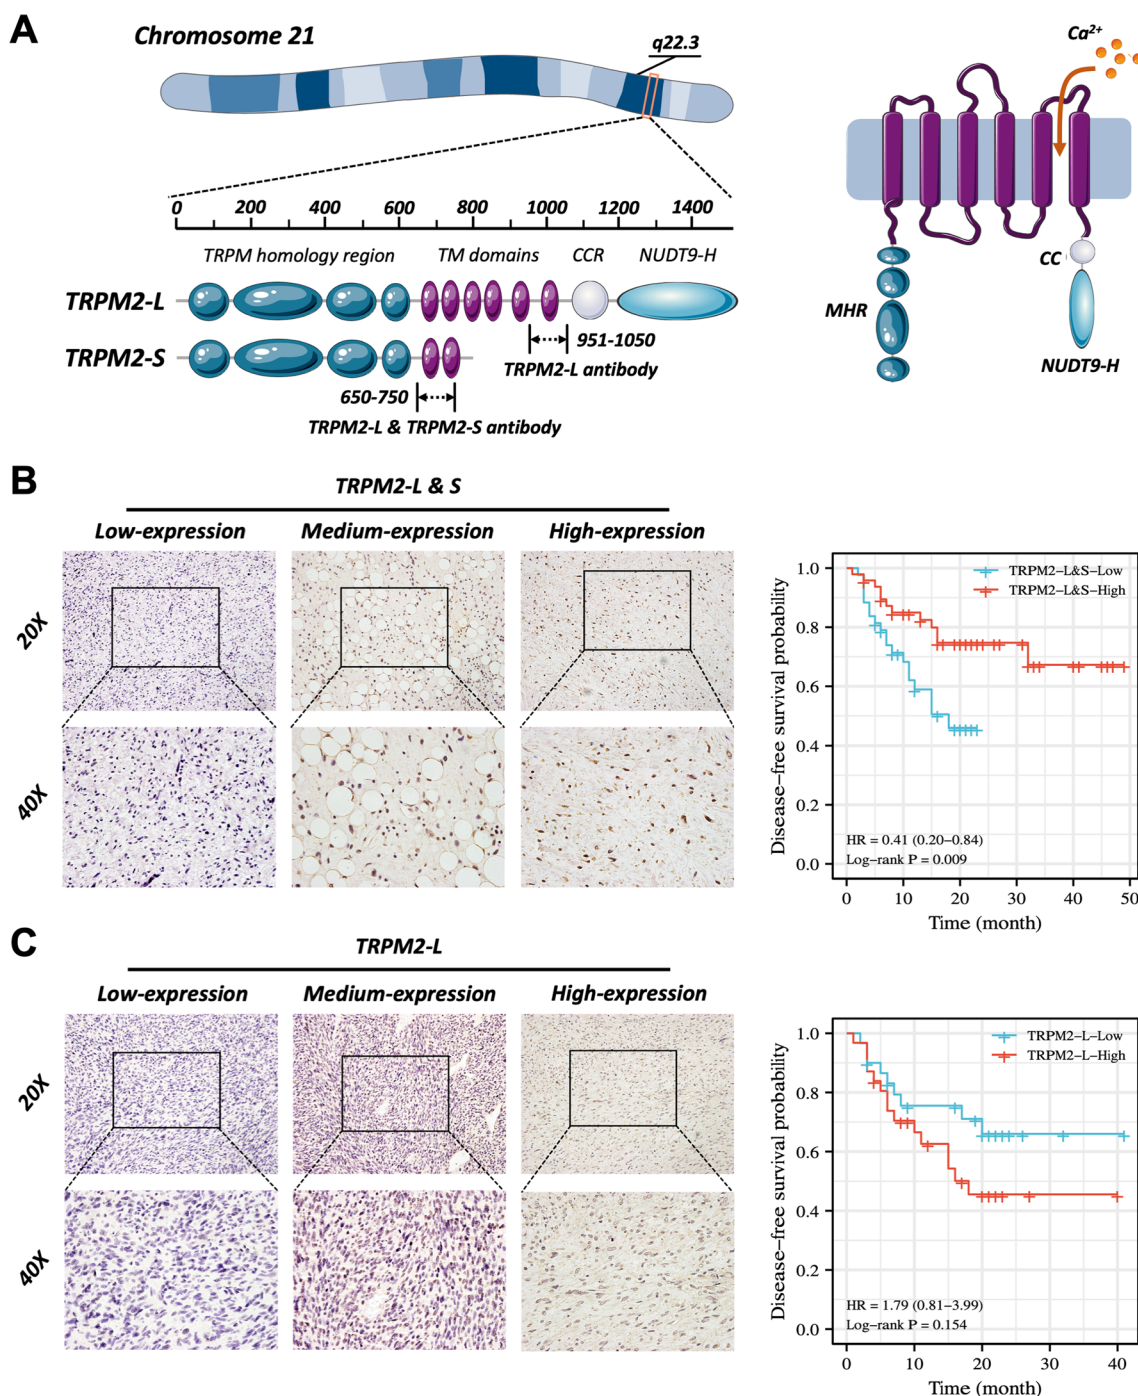 A
Chromosome 21
q22.3
Ca²⁺
0 200 400 600 800 1000 1200 1400
TRPM homology region TM domains CCR NUDT9-H
TRPM2-L
951-1050
TRPM2-L antibody
TRPM2-S
650-750
TRPM2-L & TRPM2-S antibody
CC
MHR
NUDT9-H
B
TRPM2-L & S
Low-expression Medium-expression High-expression
20X
40X
TRPM2-L&S-Low
TRPM2-L&S-High
Disease-free survival probability
1.0
0.8
0.6
0.4
0.2
0.0
HR = 0.41 (0.20-0.84)
Log-rank P = 0.009
0 10 20 30 40 50
Time (month)
C
TRPM2-L
Low-expression Medium-expression High-expression
20X
40X
TRPM2-L-Low
TRPM2-L-High
Disease-free survival probability
1.0
0.8
0.6
0.4
0.2
0.0
HR = 1.79 (0.81-3.99)
Log-rank P = 0.154
0 10 20 30 40
Time (month)